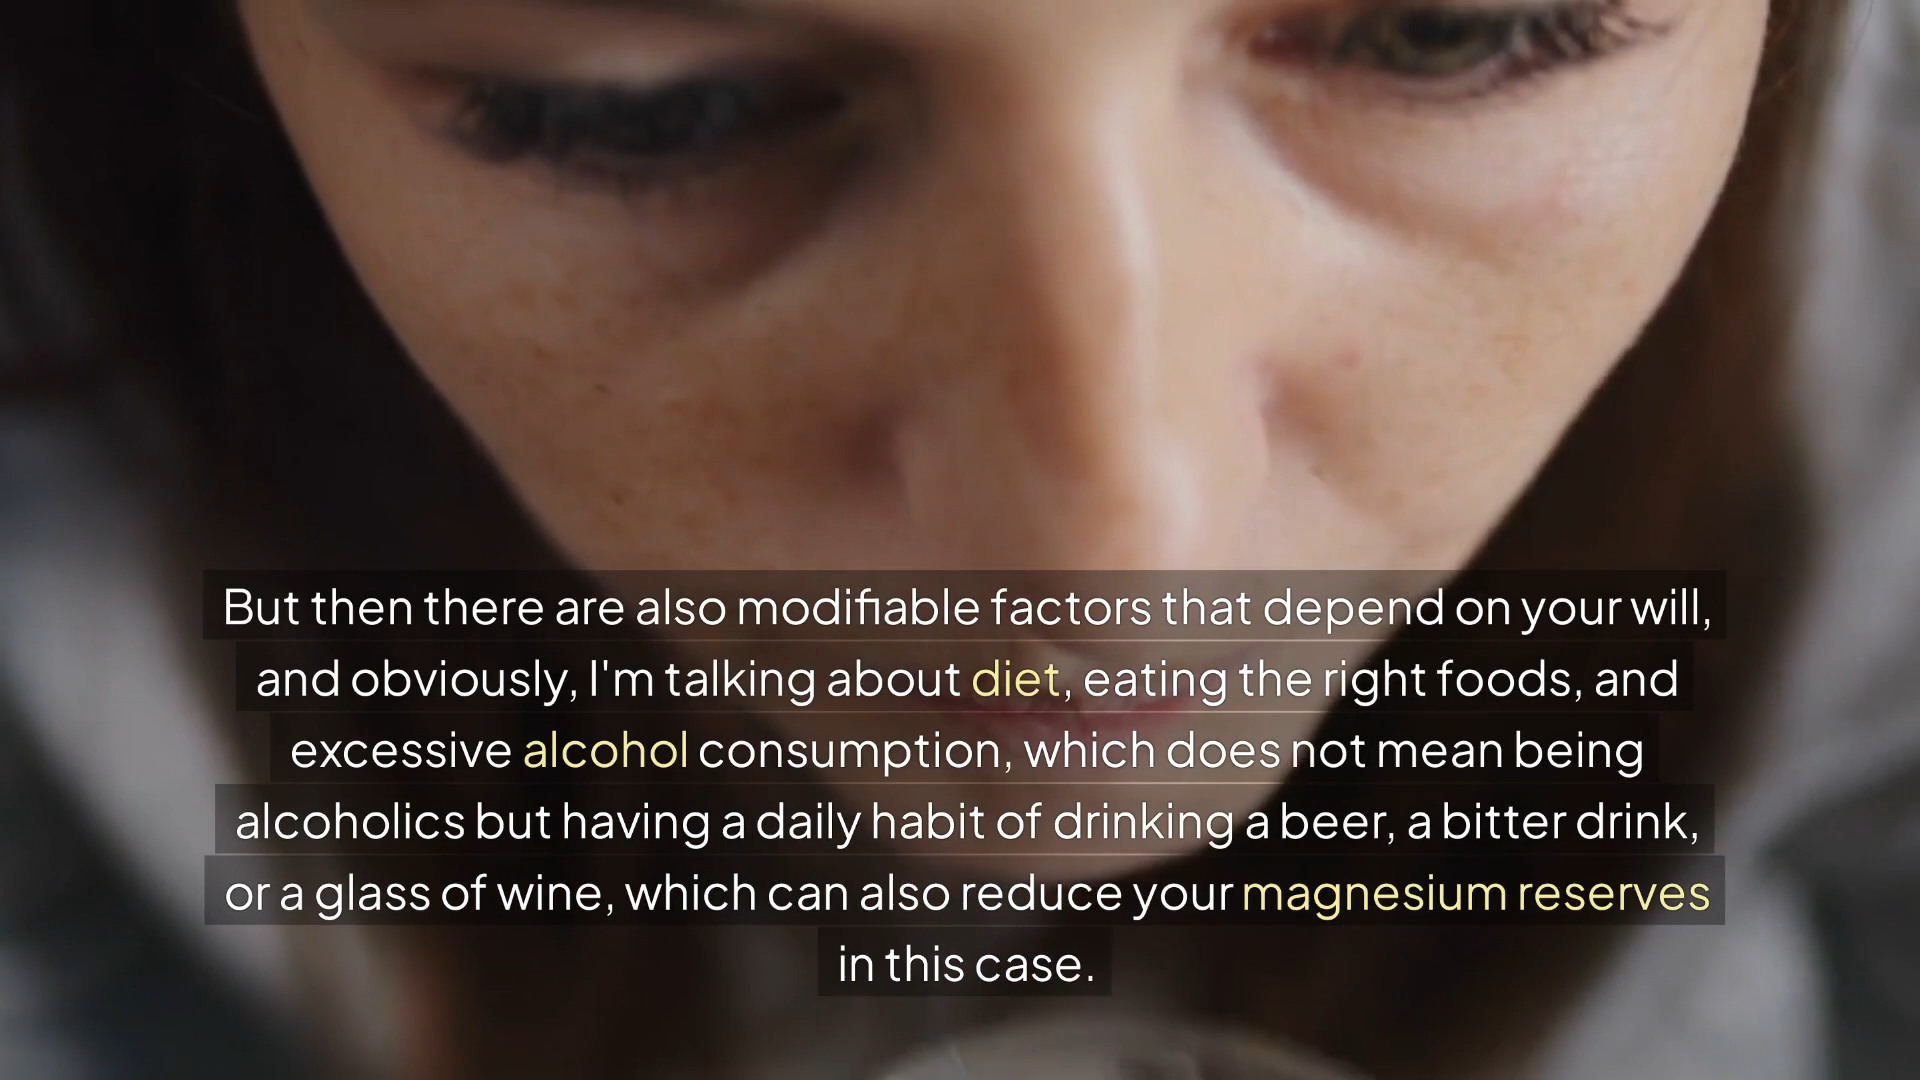 But then there are also modifiable factors that depend on your will,
and obviously, I'm talking about diet, eating the right foods, and
excessive alcohol consumption, which does not mean being
alcoholics but having a daily habit of drinking a beer, a bitter drink,
or a glass of wine, which can also reduce your magnesium reserves
in this case.